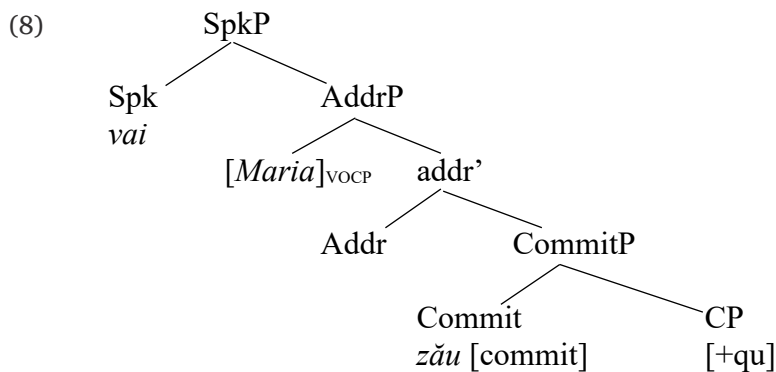 (8) SpkP
Spk AddrP
vai
[Maria]VOCP addr’
Addr CommitP
Commit CP
zău [commit] [+qu]